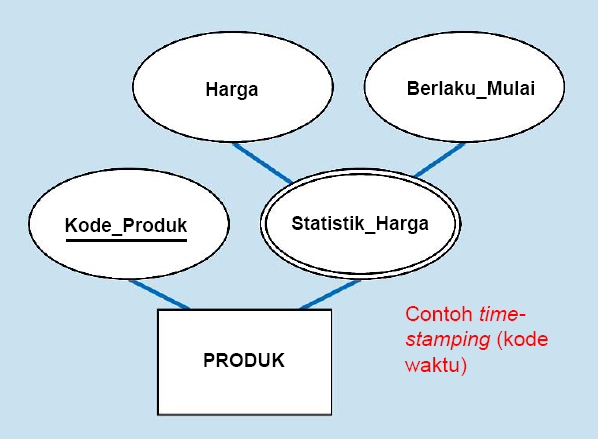 Harga
Berlaku_Mulai
Kode_Produk
Statistik_Harga
PRODUK
Contoh time-
stamping (kode
waktu)